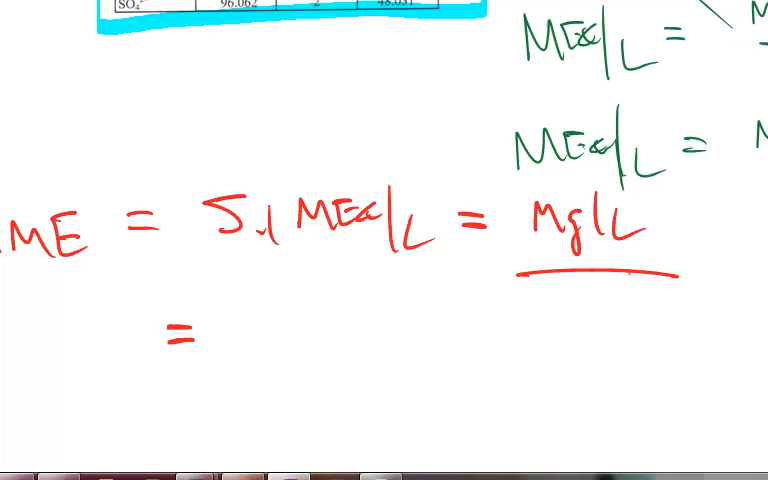 SO₄ 96.062 -2 48.031
MEq/L =
MEq/L =
ME = 5.1 MEq/L = Mg/L
=